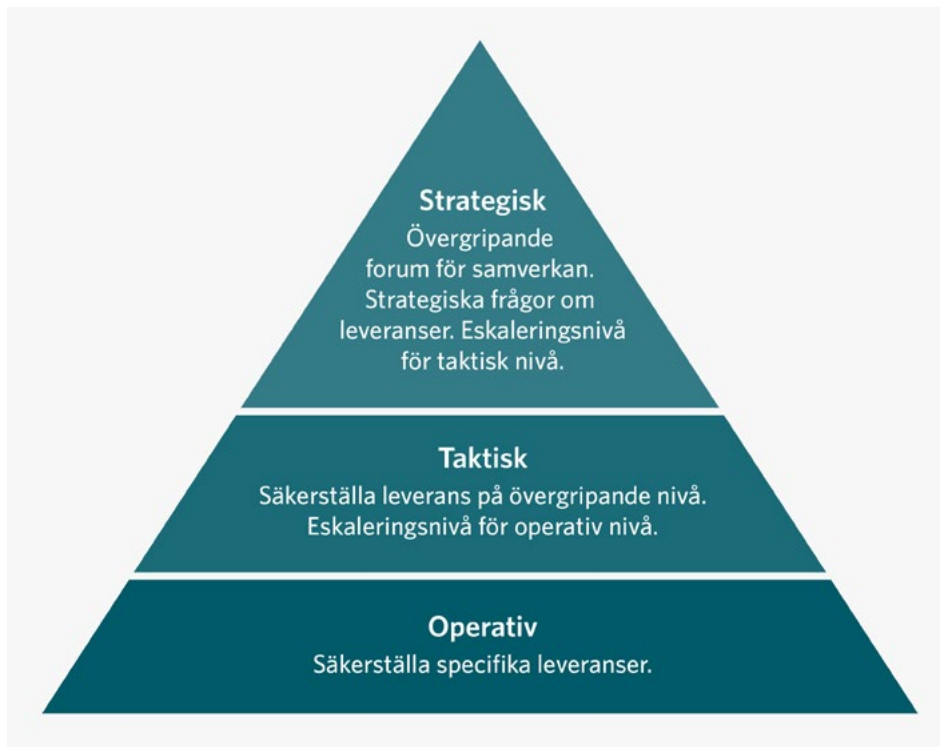 Strategisk
Övergripande
forum för samverkan.
Strategiska frågor om
leveranser. Eskaleringsnivå
för taktisk nivå.
Taktisk
Säkerställa leverans på övergripande nivå.
Eskaleringsnivå för operativ nivå.
Operativ
Säkerställa specifika leveranser.